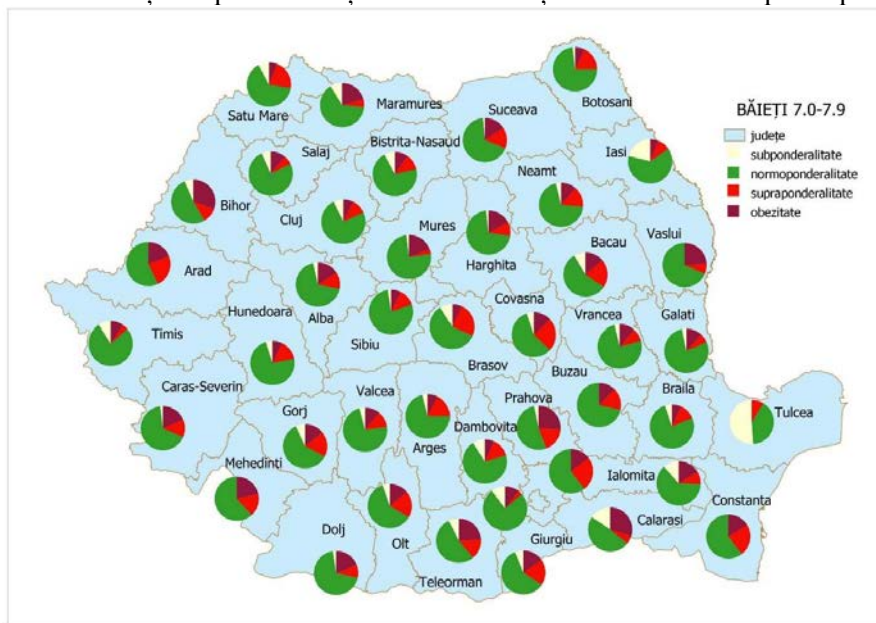 BĂIEȚI 7.0-7.9
județe
subponderalitate
normoponderalitate
supraponderalitate
obezitate
Botosani
Satu Mare
Maramures
Suceava
Bistrita-Nasaud
Iasi
Salaj
Neamt
Bihor
Cluj
Mures
Bacau
Vaslui
Harghita
Arad
Hunedoara
Alba
Covasna
Vrancea
Galati
Timis
Sibiu
Brasov
Buzau
Caras-Severin
Braila
Tulcea
Gorj
Valcea
Prahova
Dambovita
Arges
Mehedinti
Ialomita
Constanta
Dolj
Olt
Calarasi
Giurgiu
Teleorman